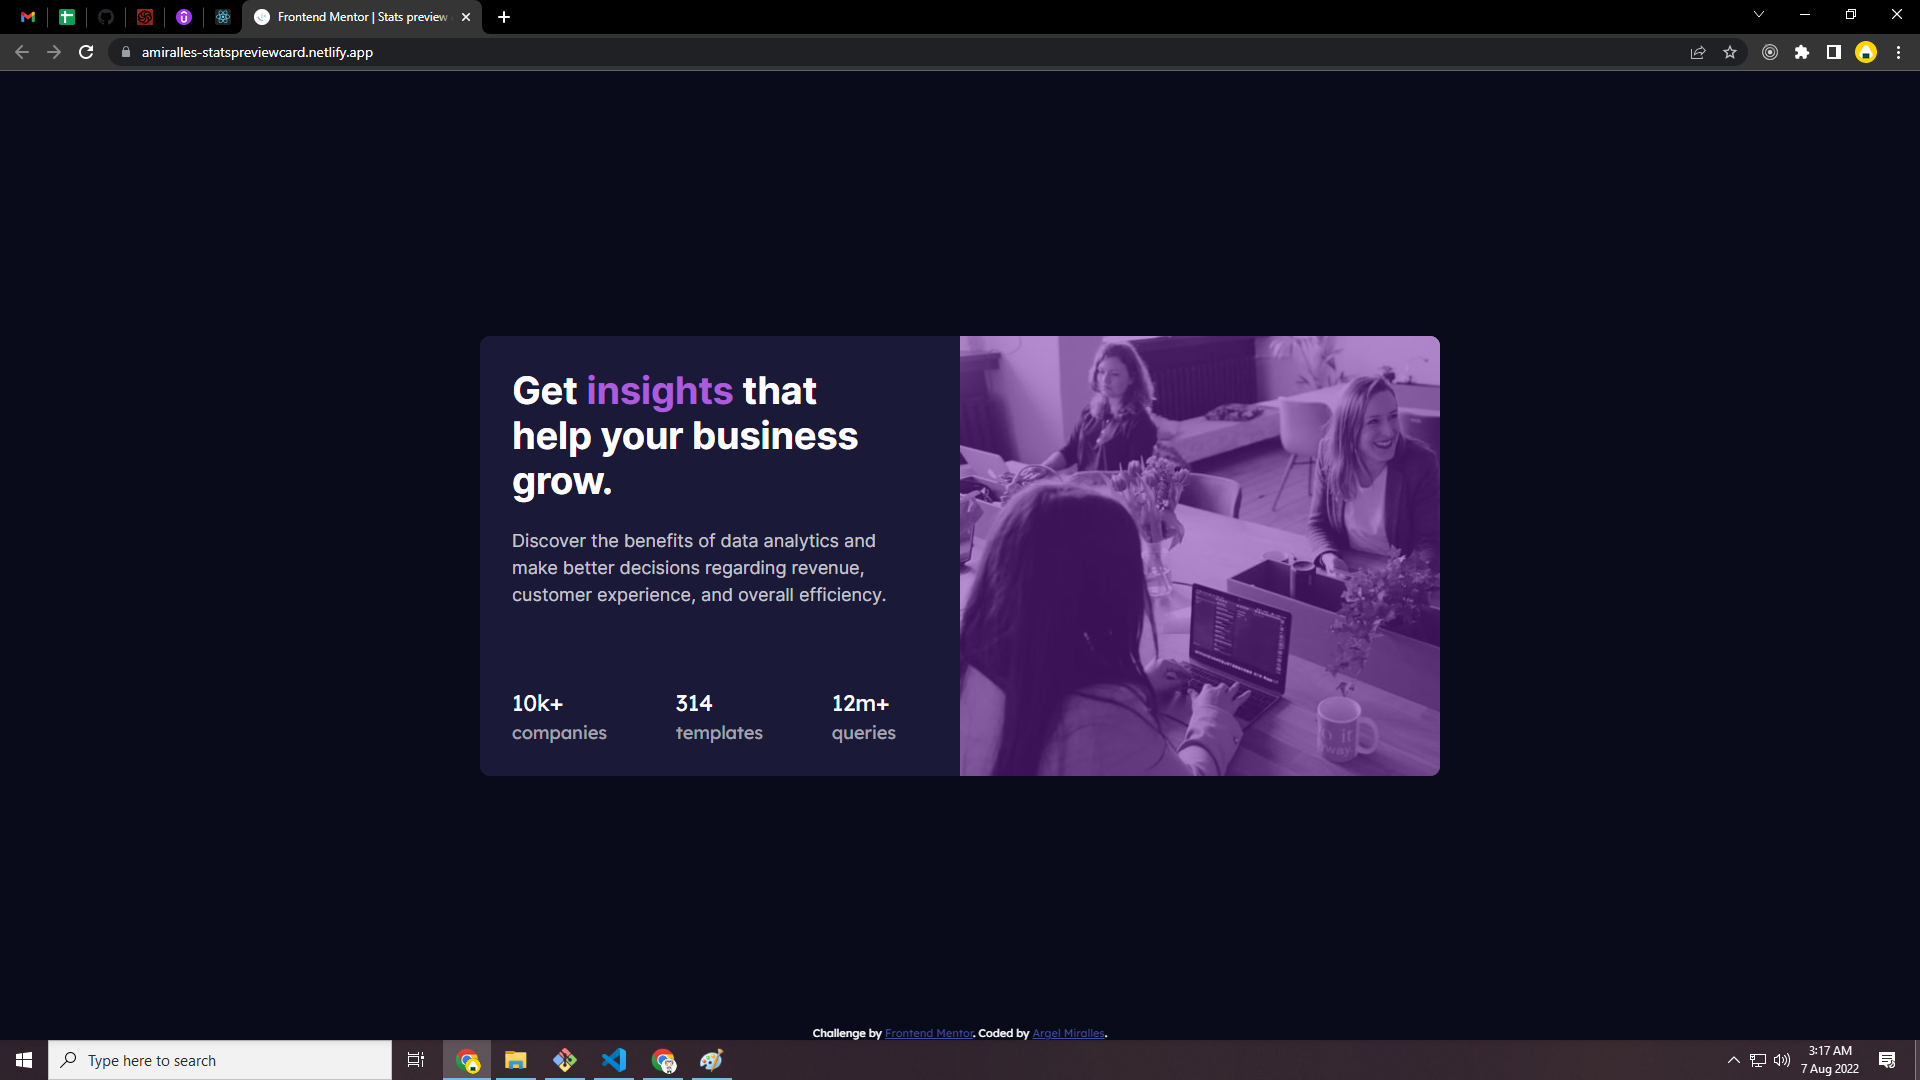 Frontend Mentor | Stats preview
amiralles-statspreviewcard.netlify.app
Get insights that
help your business
grow.
Discover the benefits of data analytics and
make better decisions regarding revenue,
customer experience, and overall efficiency.
10k+ 314 12m+
companies templates queries
Challenge by Frontend Mentor. Coded by Argel Miralles.
Type here to search
3:17 AM
7 Aug 2022